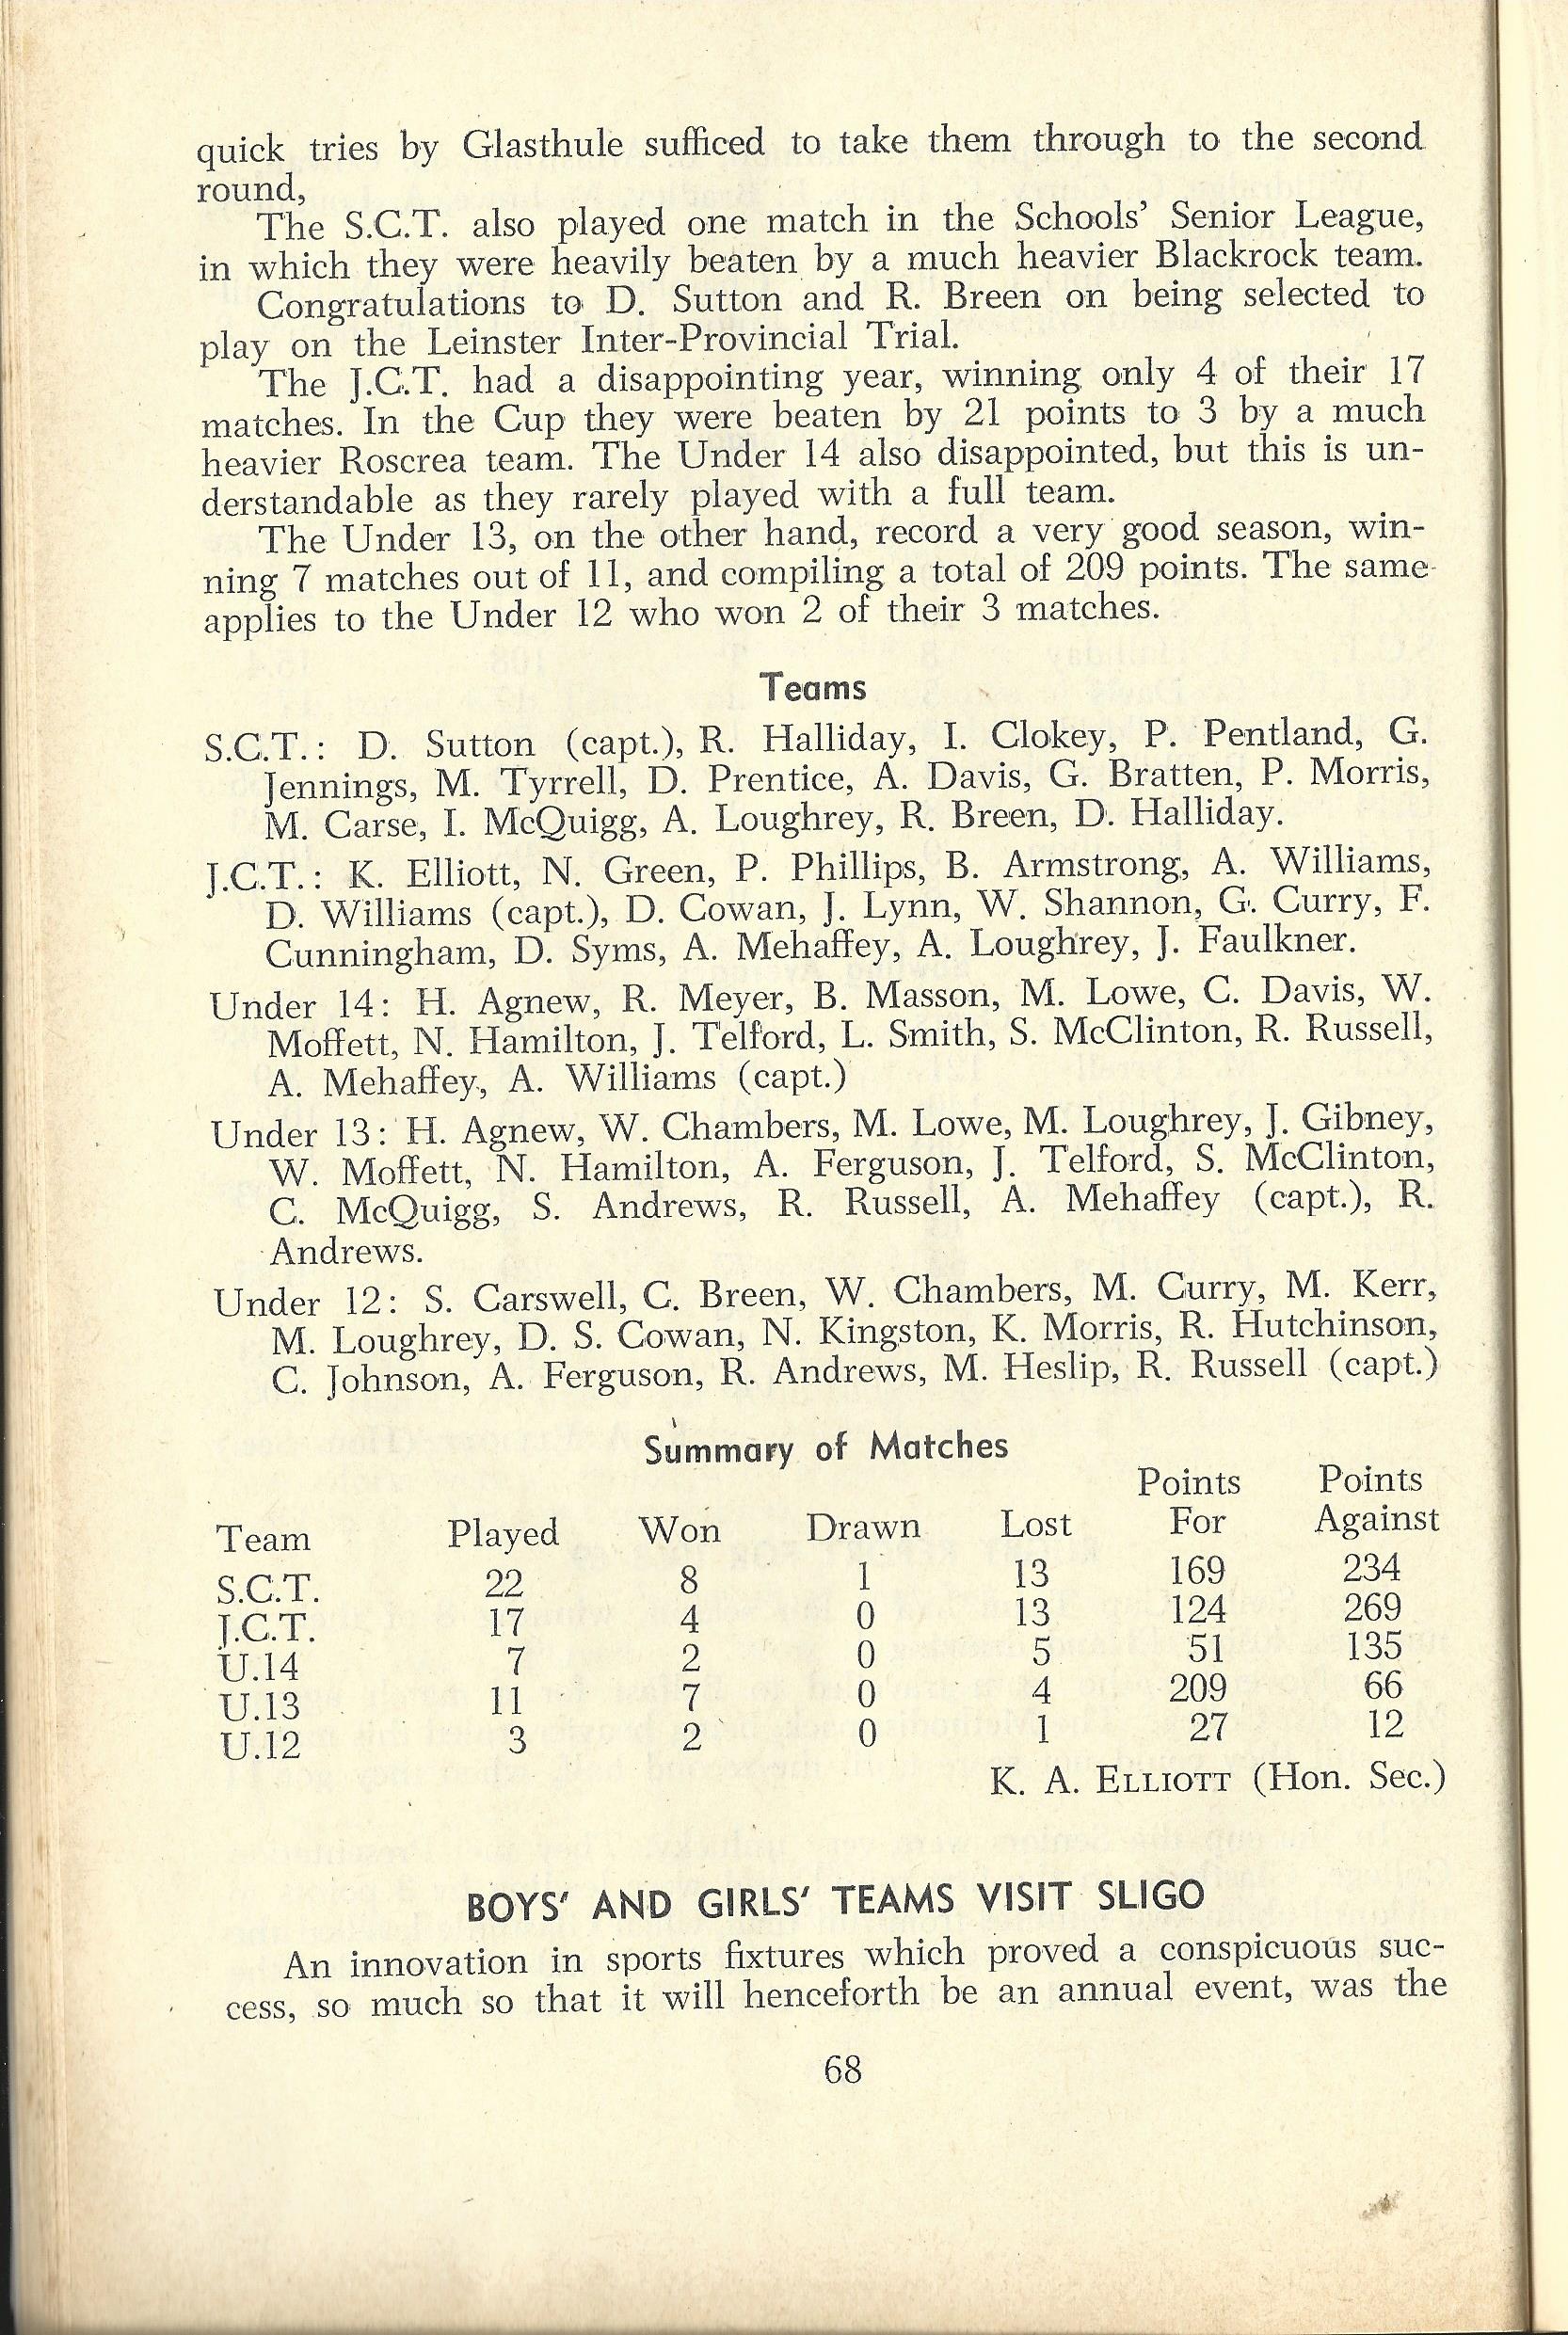 quick tries by Glasthule sufficed to take them through to the second
round,
The S.C.T. also played one match in the Schools' Senior League,
in which they were heavily beaten by a much heavier Blackrock team.
Congratulations to D. Sutton and R. Breen on being selected to
play on the Leinster Inter-Provincial Trial.
The J.C.T. had a disappointing year, winning only 4 of their 17
matches. In the Cup they were beaten by 21 points to 3 by a much
heavier Roscrea team. The Under 14 also disappointed, but this is un-
derstandable as they rarely played with a full team.
The Under 13, on the other hand, record a very good season, win-
ning 7 matches out of 11, and compiling a total of 209 points. The same
applies to the Under 12 who won 2 of their 3 matches.
Teams
S.C.T.: D. Sutton (capt.), R. Halliday, I. Clokey, P. Pentland, G.
Jennings, M. Tyrrell, D. Prentice, A. Davis, G. Bratten, P. Morris,
M. Carse, I. McQuigg, A. Loughrey, R. Breen, D. Halliday.
J.C.T.: K. Elliott, N. Green, P. Phillips, B. Armstrong, A. Williams,
D. Williams (capt.), D. Cowan, J. Lynn, W. Shannon, G. Curry, F.
Cunningham, D. Syms, A. Mehaffey, A. Loughrey, J. Faulkner.
Under 14: H. Agnew, R. Meyer, B. Masson, M. Lowe, C. Davis, W.
Moffett, N. Hamilton, J. Telford, L. Smith, S. McClinton, R. Russell,
A. Mehaffey, A. Williams (capt.)
Under 13: H. Agnew, W. Chambers, M. Lowe, M. Loughrey, J. Gibney,
W. Moffett, N. Hamilton, A. Ferguson, J. Telford, S. McClinton,
C. McQuigg, S. Andrews, R. Russell, A. Mehaffey (capt.), R.
Andrews.
Under 12: S. Carswell, C. Breen, W. Chambers, M. Curry, M. Kerr,
M. Loughrey, D. S. Cowan, N. Kingston, K. Morris, R. Hutchinson,
C. Johnson, A. Ferguson, R. Andrews, M. Heslip, R. Russell (capt.)
Summary of Matches
Points Points
Team Played Won Drawn Lost For Against
S.C.T. 22 8 1 13 169 234
J.C.T. 17 4 0 13 124 269
U.14 7 2 0 5 51 135
U.13 11 7 0 4 209 66
U.12 3 2 0 1 27 12
K. A. ELLIOTT (Hon. Sec.)
BOYS' AND GIRLS' TEAMS VISIT SLIGO
An innovation in sports fixtures which proved a conspicuous suc-
cess, so much so that it will henceforth be an annual event, was the
68